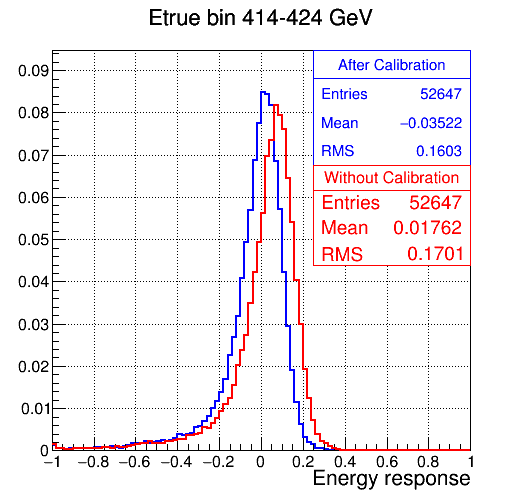 Etrue bin 414-424 GeV
After Calibration
Entries 52647
Mean −0.03522
RMS 0.1603
Without Calibration
Entries 52647
Mean 0.01762
RMS 0.1701
0.09
0.08
0.07
0.06
0.05
0.04
0.03
0.02
0.01
0
−1 −0.8 −0.6 −0.4 −0.2 0 0.2 0.4 0.6 0.8 1
Energy response